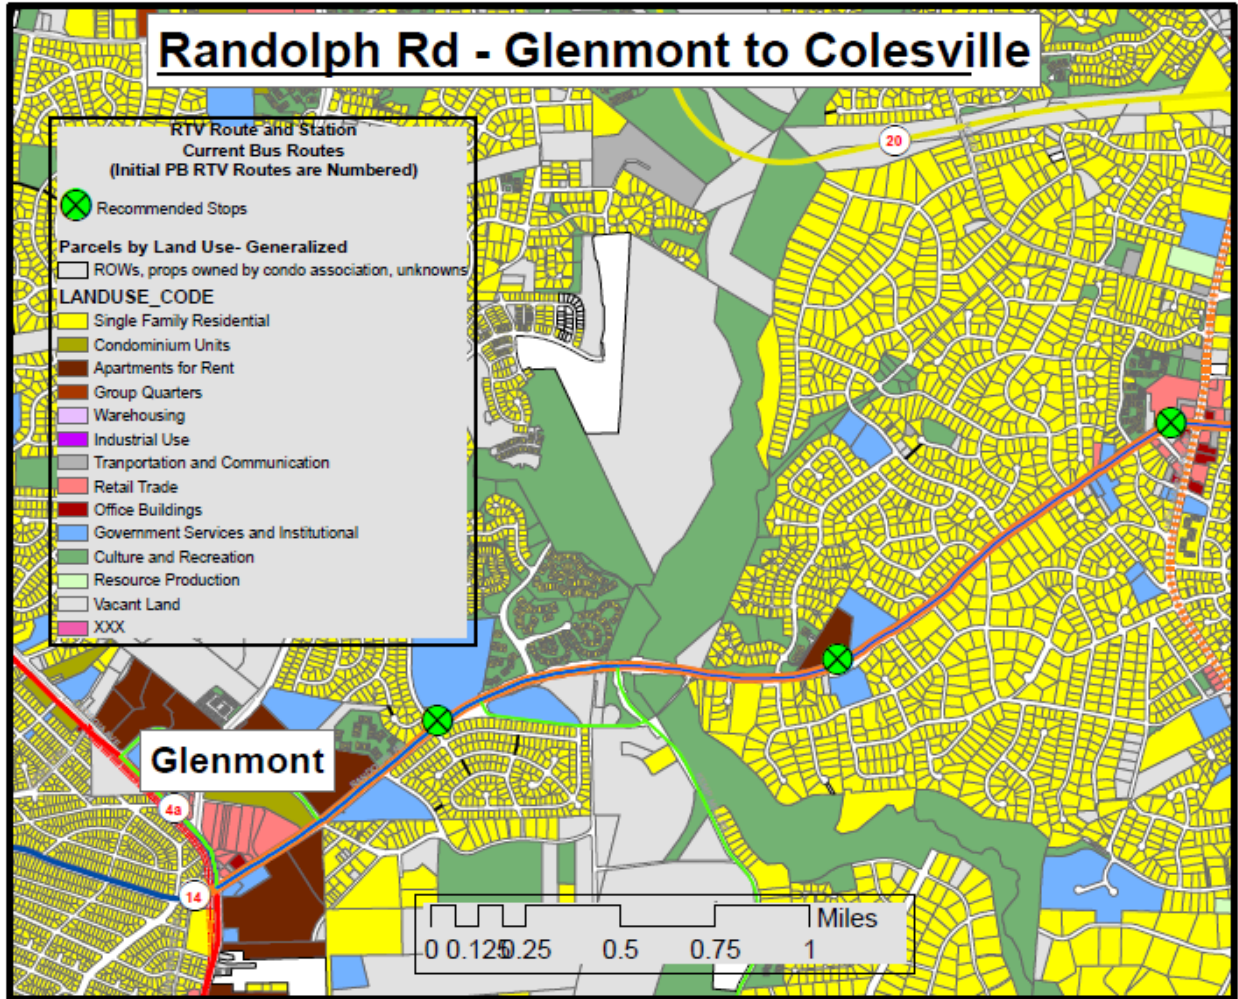 Randolph Rd - Glenmont to Colesville
RTV Route and Station
Current Bus Routes
(Initial PB RTV Routes are Numbered)
Recommended Stops
Parcels by Land Use- Generalized
ROWs, props owned by condo association, unknowns
LANDUSE_CODE
Single Family Residential
Condominium Units
Apartments for Rent
Group Quarters
Warehousing
Industrial Use
Tranportation and Communication
Retail Trade
Office Buildings
Government Services and Institutional
Culture and Recreation
Resource Production
Vacant Land
XXX
20
Glenmont
4a
14
Miles
0 0.125 0.25 0.5 0.75 1